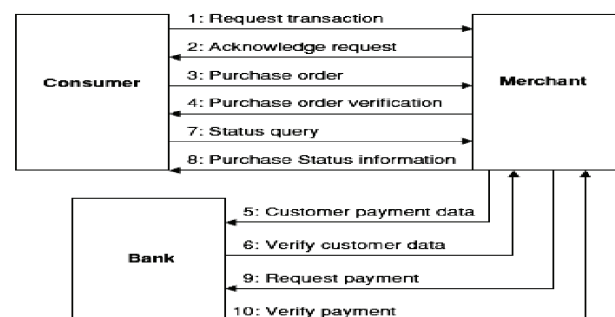 1: Request transaction
2: Acknowledge request
Consumer
3: Purchase order
Merchant
4: Purchase order verification
7: Status query
8: Purchase Status information
5: Customer payment data
6: Verify customer data
Bank
9: Request payment
10: Verify payment